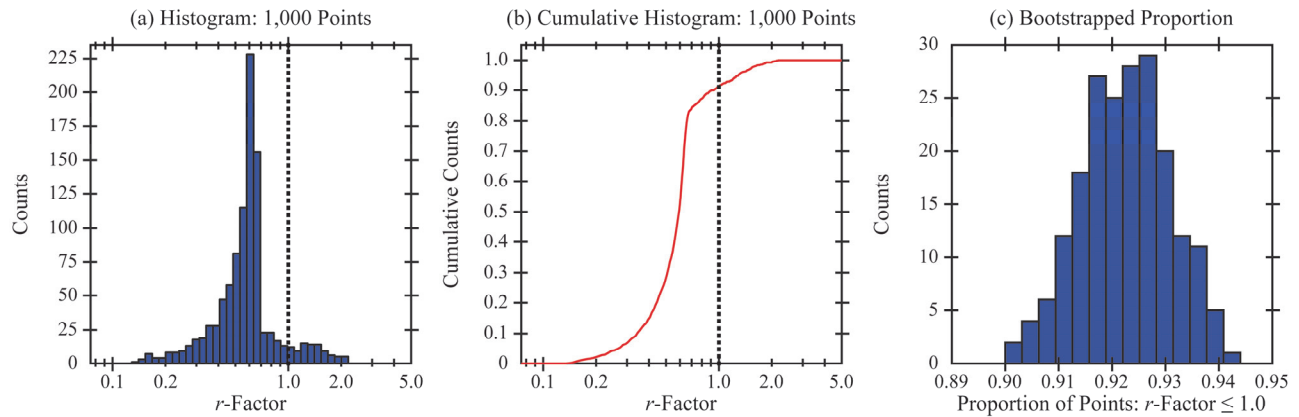 (a) Histogram: 1,000 Points
225
200
175
150
125
100
75
50
25
0
Counts
0.1 0.2 1.0 2.0 5.0
r-Factor
(b) Cumulative Histogram: 1,000 Points
1.0
0.9
0.8
0.7
0.6
0.5
0.4
0.3
0.2
0.1
0
Cumulative Counts
0.1 0.2 1.0 2.0 5.0
r-Factor
(c) Bootstrapped Proportion
30
25
20
15
10
5
0
Counts
0.89 0.90 0.91 0.92 0.93 0.94 0.95
Proportion of Points: r-Factor ≤ 1.0